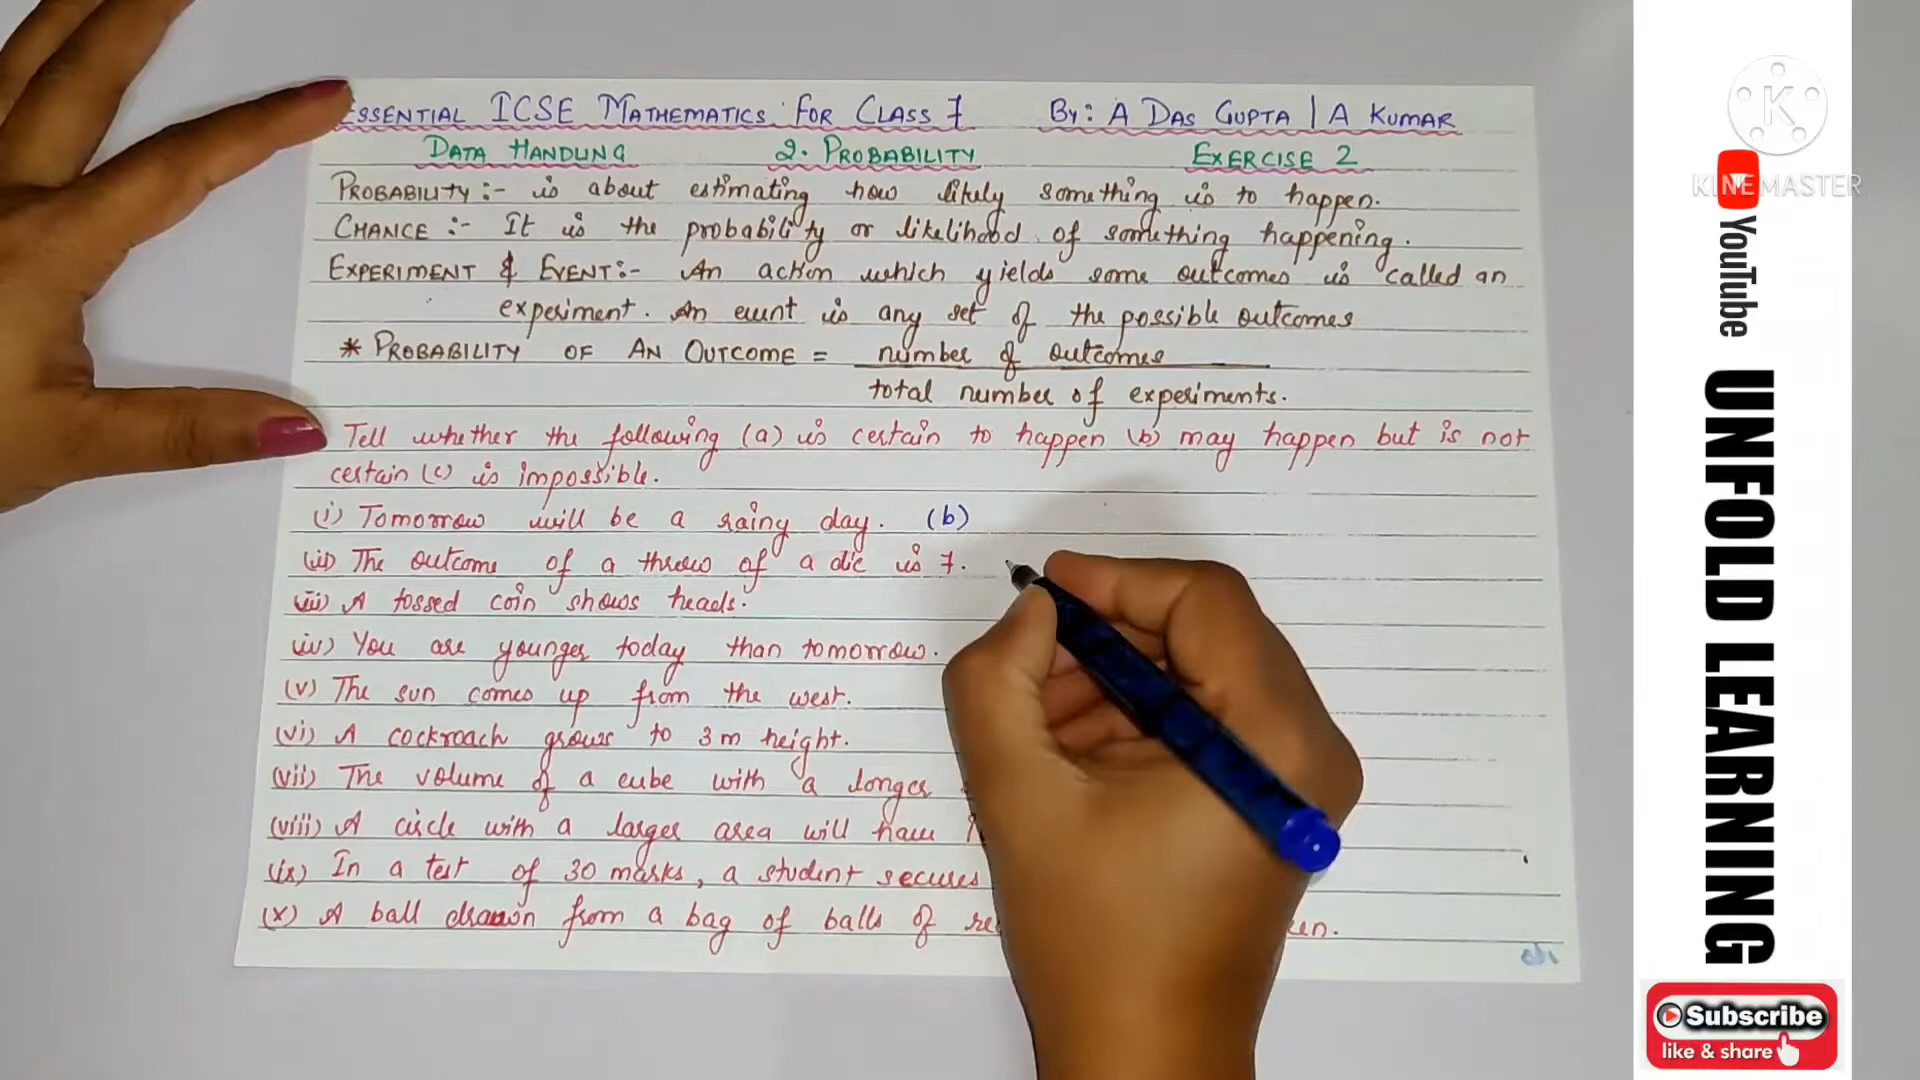 ESSENTIAL ICSE MATHEMATICS FOR CLASS 7 BY: A DAS GUPTA | A KUMAR
DATA HANDLING 2. PROBABILITY EXERCISE 2
PROBABILITY :- is about estimating how likely something is to happen.
CHANCE :- It is the probability or likelihood of something happening.
EXPERIMENT & EVENT :- An action which yields some outcomes is called an
experiment. An event is any set of the possible outcomes
* PROBABILITY OF AN OUTCOME = number of outcomes
total number of experiments.
Tell whether the following (a) is certain to happen (b) may happen but is not
certain (c) is impossible.
(i) Tomorrow will be a rainy day. (b)
(ii) The outcome of a throw of a die is 7.
(iii) A tossed coin shows heads.
(iv) You are younger today than tomorrow.
(v) The sun comes up from the west.
(vi) A cockroach grows to 3 m height.
(vii) The volume of a cube with a longer
(viii) A circle with a larger area will have
(ix) In a test of 30 marks, a student secures
(x) A ball drawn from a bag of balls of
KINEMASTER
YouTube
UNFOLD LEARNING
Subscribe
like & share